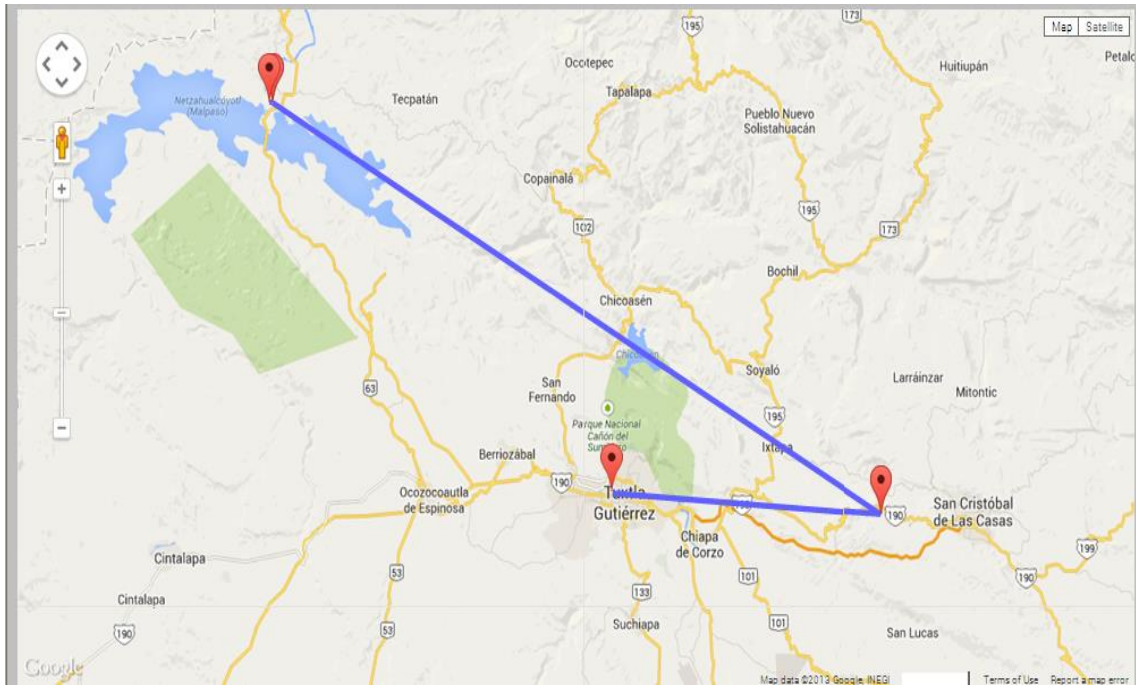 173
195
Map Satellite
Ocotepec
Huitiupán
Petalc
Netzahualcóyotl
(Malpaso)
Tecpatán
Tapalapa
Pueblo Nuevo
Solistahuacán
Copainalá
102
195
173
Bochil
Chicoasén
Chicoasén
Soyaló
Larráinzar
San
Fernando
Mitontic
63
195
Parque Nacional
Cañón del
Ixtapa
Berriozábal
190
Ocozocoautla
de Espinosa
Tuxtla
Gutiérrez
190
San Cristóbal
de Las Casas
Chiapa
de Corzo
Cintalapa
199
53
101
190
133
Cintalapa
190
53
Suchiapa
101
San Lucas
Google
Map data ©2013 Google, INEGI
Terms of Use
Report a map error